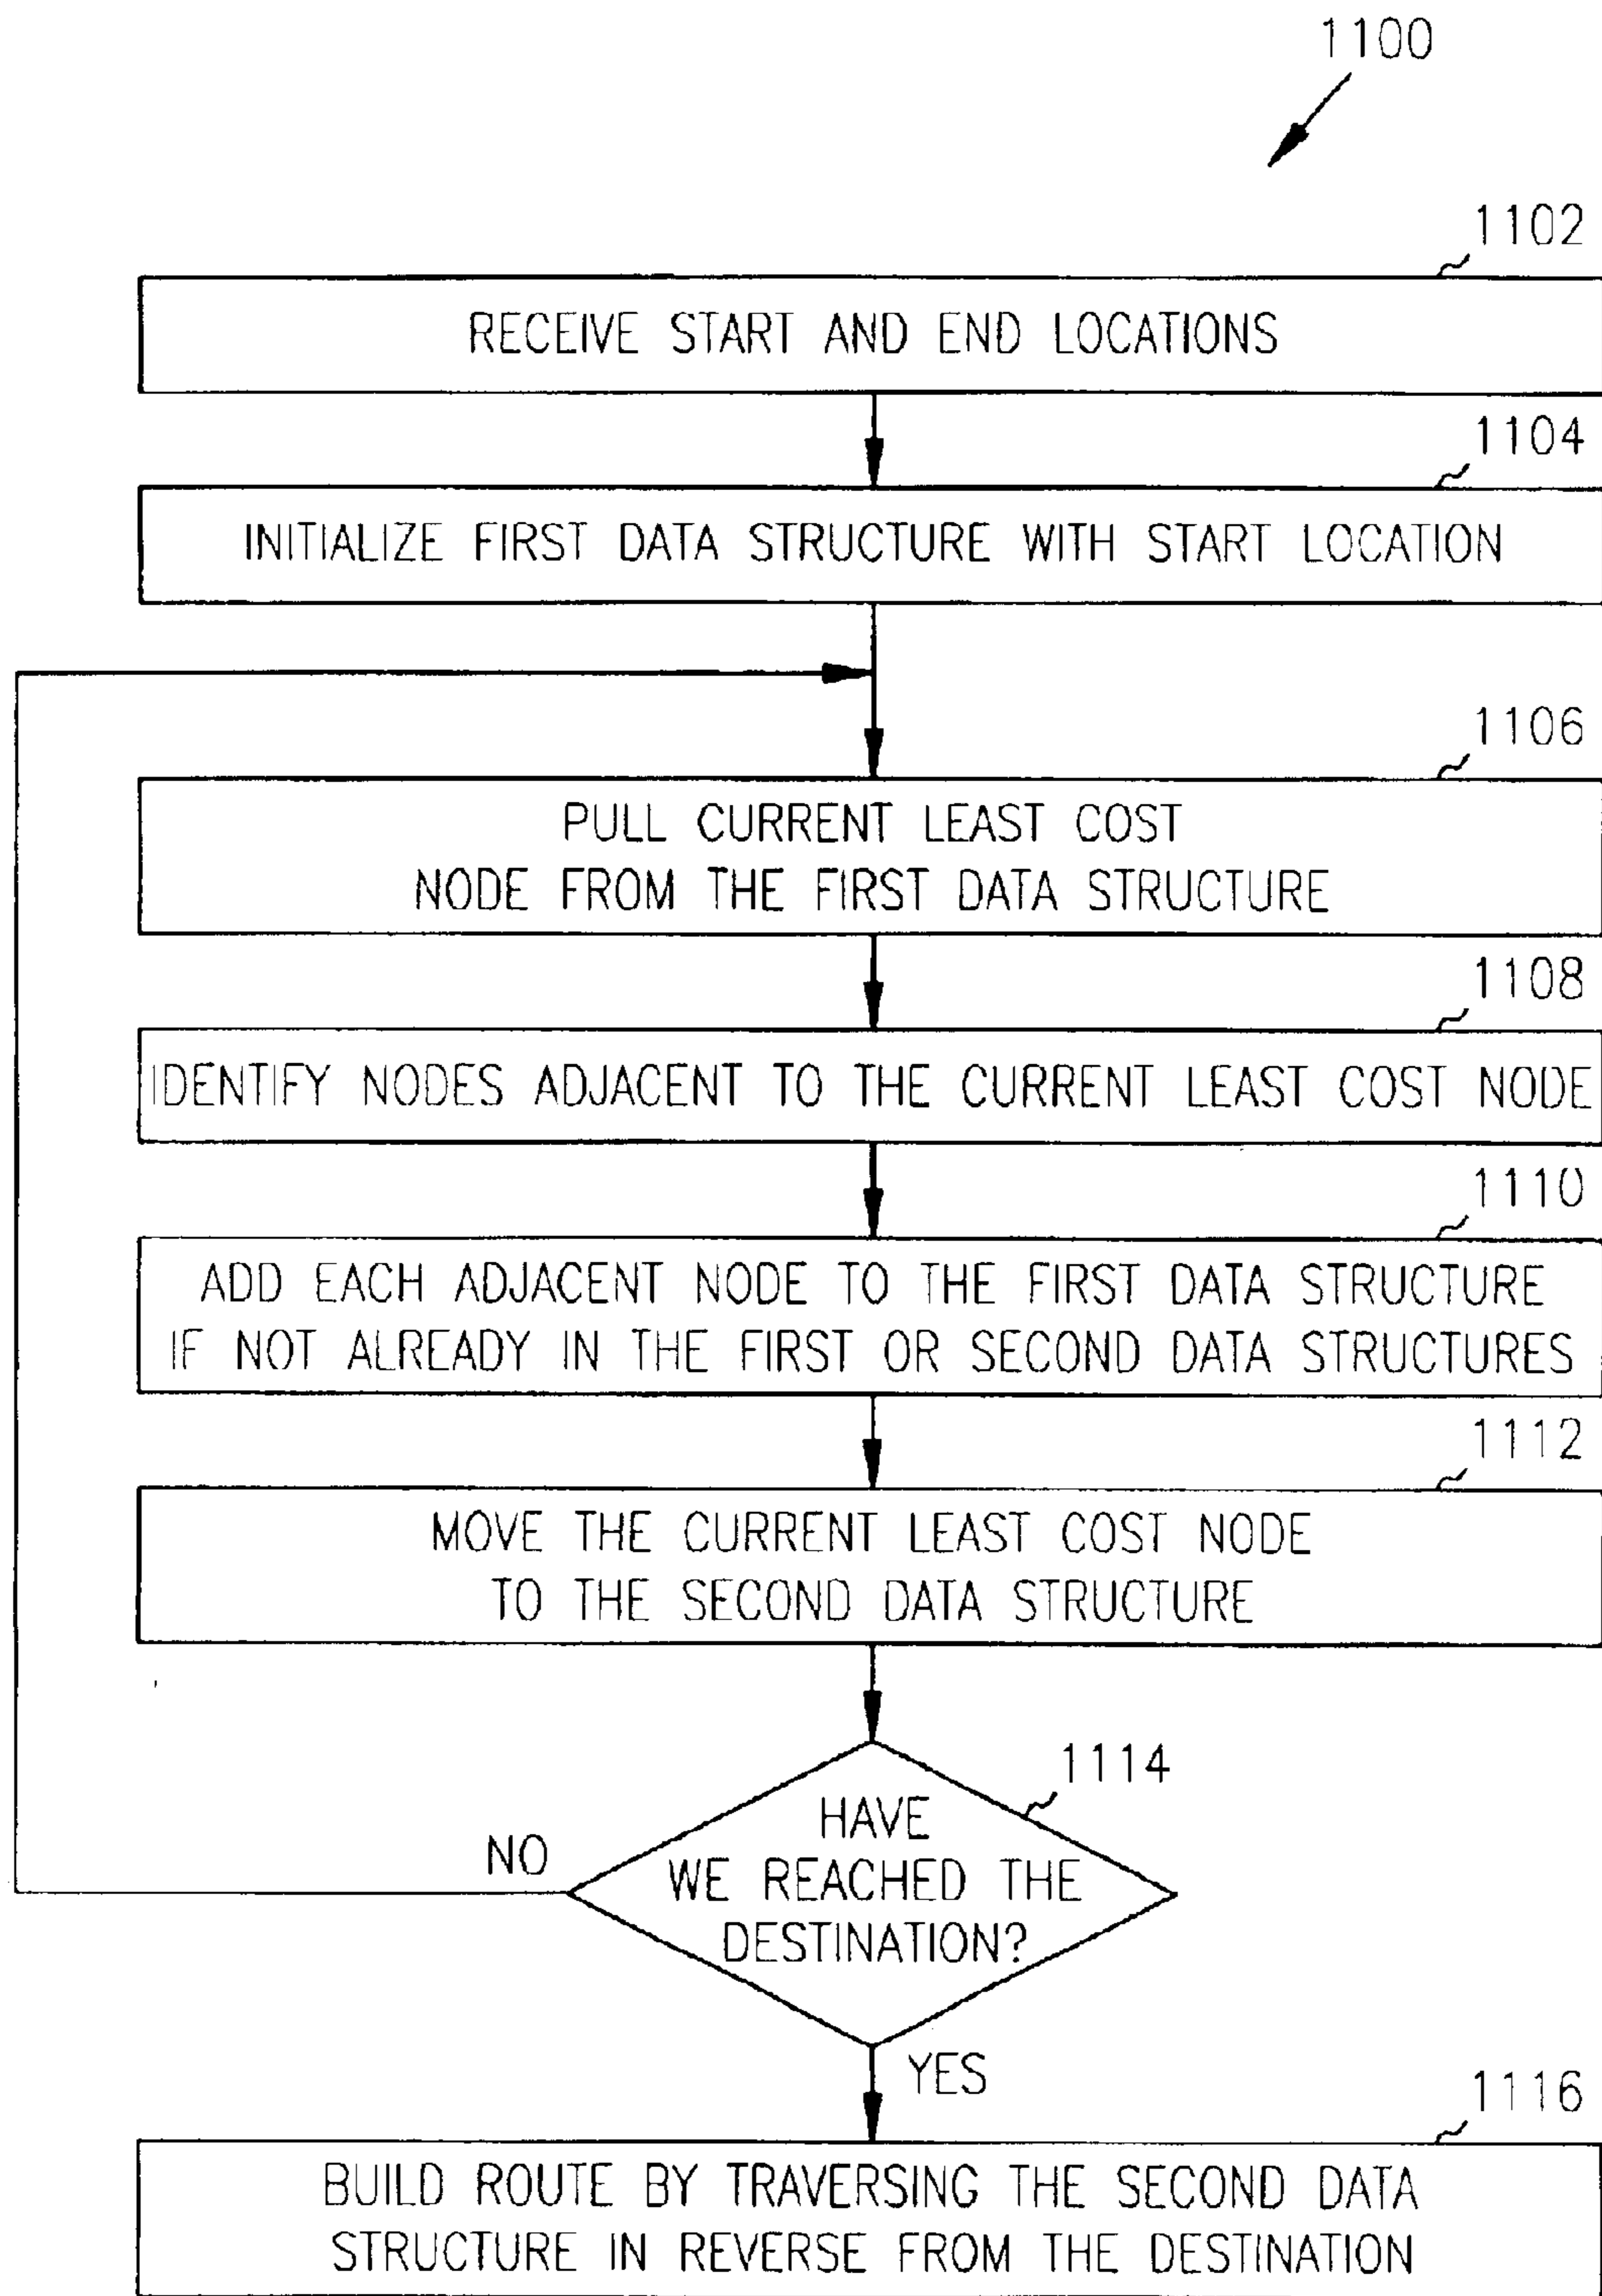 1100
1102
RECEIVE START AND END LOCATIONS
1104
INITIALIZE FIRST DATA STRUCTURE WITH START LOCATION
1106
PULL CURRENT LEAST COST
NODE FROM THE FIRST DATA STRUCTURE
1108
IDENTIFY NODES ADJACENT TO THE CURRENT LEAST COST NODE
1110
ADD EACH ADJACENT NODE TO THE FIRST DATA STRUCTURE
IF NOT ALREADY IN THE FIRST OR SECOND DATA STRUCTURES
1112
MOVE THE CURRENT LEAST COST NODE
TO THE SECOND DATA STRUCTURE
1114
HAVE
WE REACHED THE
DESTINATION?
NO
YES
1116
BUILD ROUTE BY TRAVERSING THE SECOND DATA
STRUCTURE IN REVERSE FROM THE DESTINATION